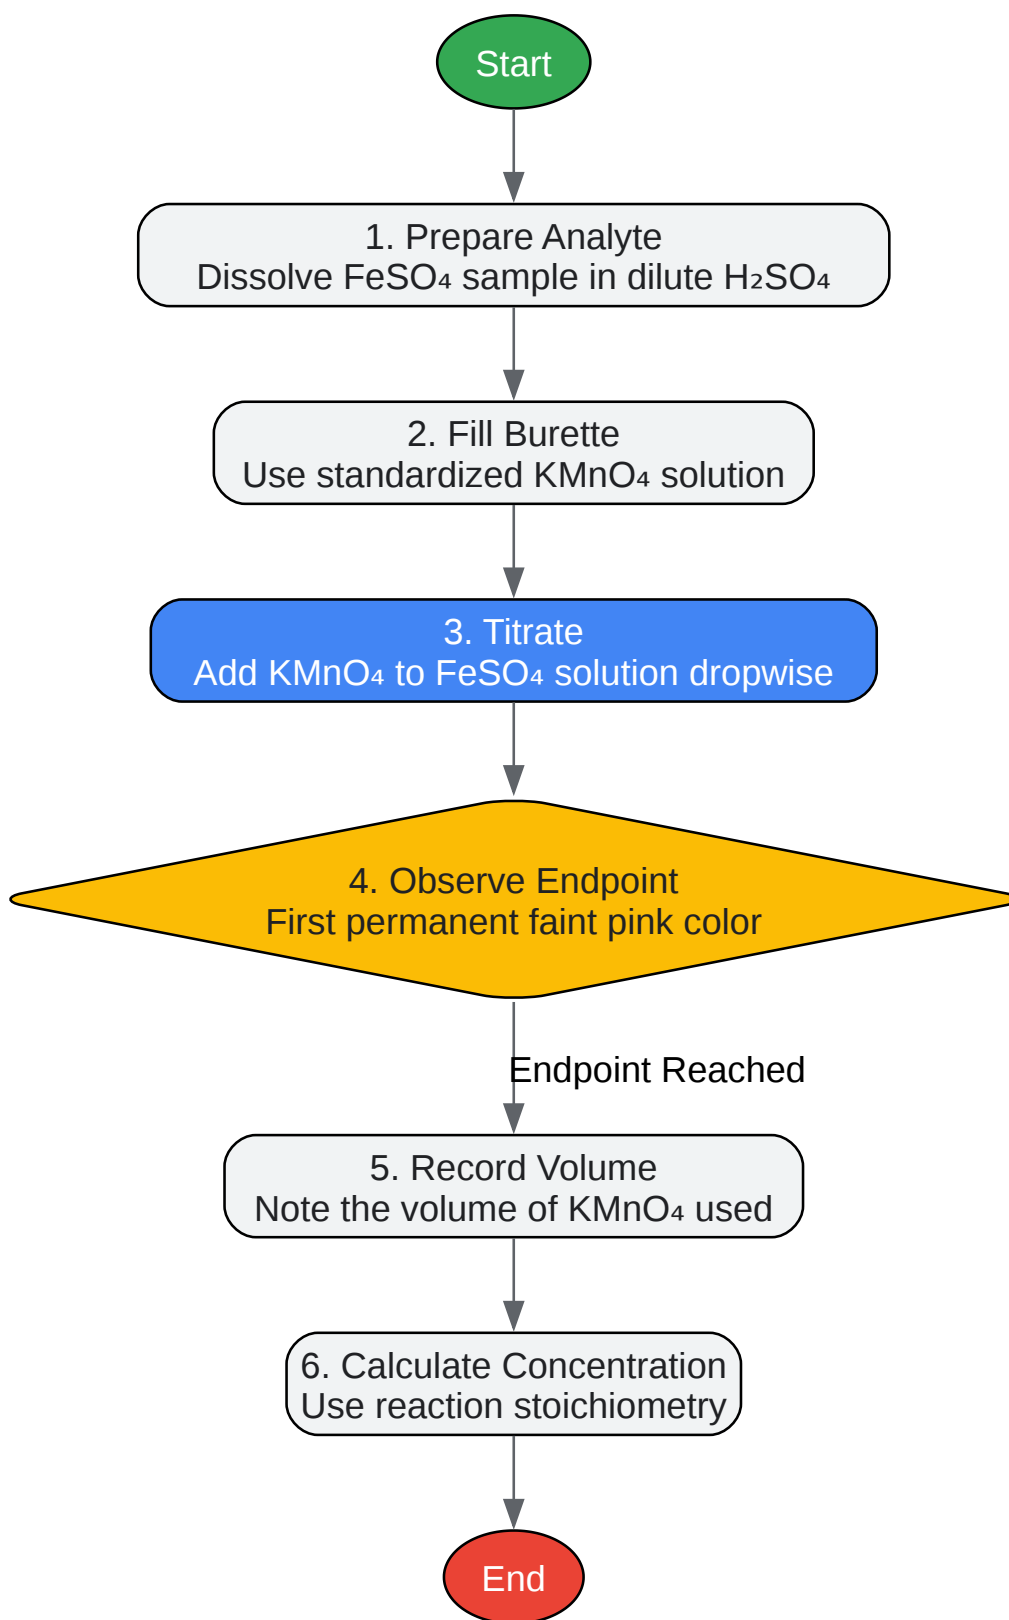 Start
1. Prepare Analyte
Dissolve FeSO₄ sample in dilute H₂SO₄
2. Fill Burette
Use standardized KMnO₄ solution
3. Titrate
Add KMnO₄ to FeSO₄ solution dropwise
4. Observe Endpoint
First permanent faint pink color
Endpoint Reached
5. Record Volume
Note the volume of KMnO₄ used
6. Calculate Concentration
Use reaction stoichiometry
End